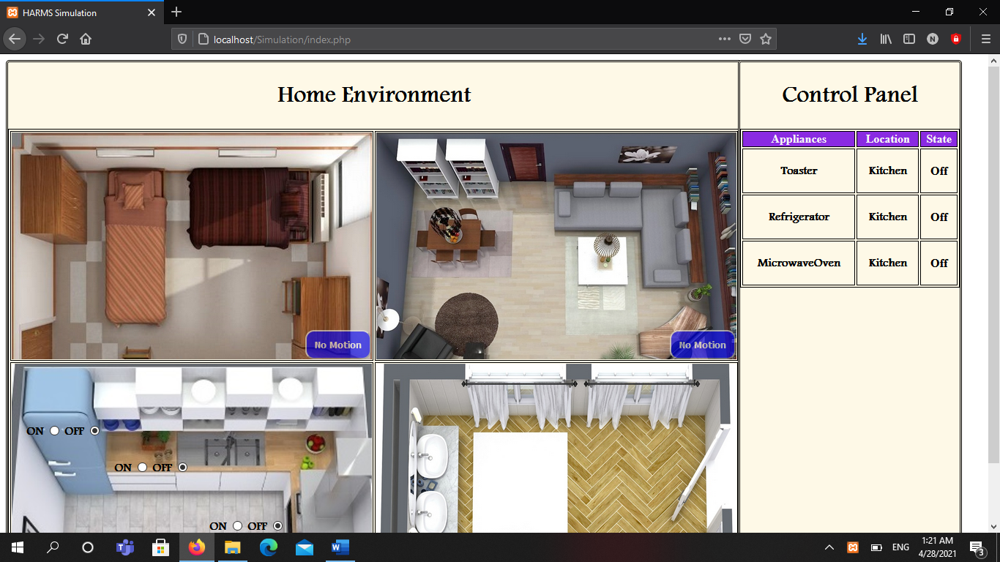 HARMS Simulation
localhost/Simulation/index.php
N
Home Environment
Control Panel
Appliances Location State
Toaster Kitchen Off
Refrigerator Kitchen Off
MicrowaveOven Kitchen Off
No Motion
No Motion
ON OFF
ON OFF
ON OFF
W
ENG
1:21 AM
4/28/2021
3